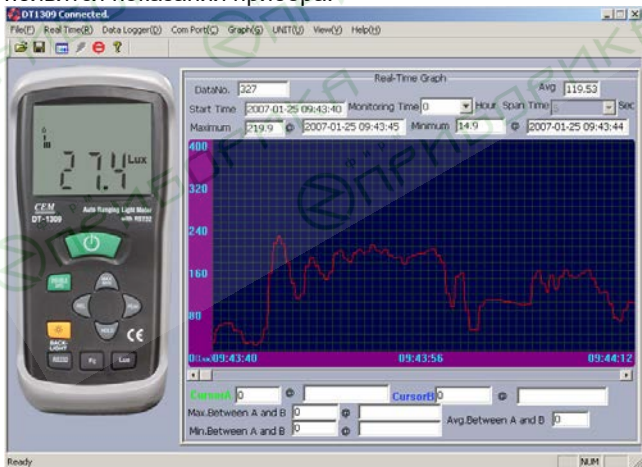 DT1309 Connected.
File(F) Real Time(R) Data Logger(D) Com Port(C) Graph(G) UNIT(U) View(V) Help(H)
Real-Time Graph
DataNo. 327 Avg 119.53
Start Time 2007-01-25 09:43:40 Monitoring Time 0 Hour Span Time 5 Sec
Maximum 219.9 @ 2007-01-25 09:43:45 Minimum 14.9 @ 2007-01-25 09:43:44
400
320
240
160
80
0 09:43:40 09:43:56 09:44:12
27.4 Lux
CEM Auto Ranging Light Meter
DT-1309 with RS232
HOLD
BACK-
LIGHT
CE
RS232 Fc Lux
CursorA 0 @ CursorB 0 @
Max.Between A and B 0 @
Avg.Between A and B 0
Min.Between A and B 0 @
Ready NUM
ПРИБОРИКА